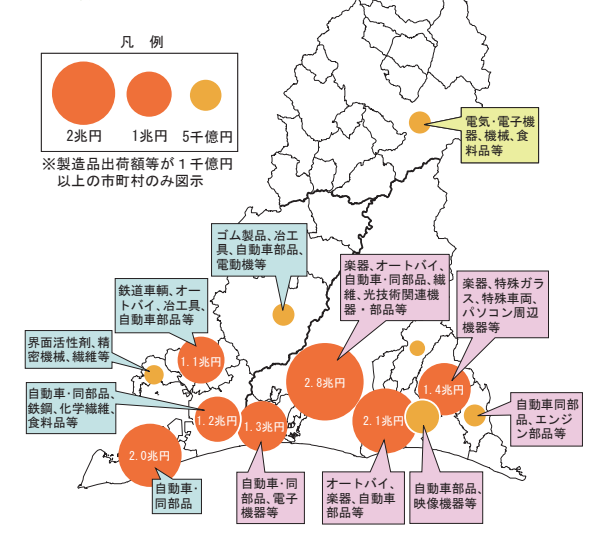 凡 例
2兆円
1兆円
5千億円
※製造品出荷額等が１千億円
以上の市町村のみ図示
電気・電子機
器、機械、食
料品等
ゴム製品、冶工
具、自動車部品、
電動機等
楽器、オートバイ、
自動車・同部品、繊
維、光技術関連機
器・部品等
楽器、特殊ガラ
ス、特殊車両、
パソコン周辺
機器等
鉄道車輌、オー
トバイ、冶工具、
自動車部品等
界面活性剤、精
密機械、繊維等
自動車・同部品、
鉄鋼、化学繊維、
食料品等
1.1兆円
2.8兆円
1.4兆円
1.2兆円
1.3兆円
2.1兆円
2.0兆円
自動車同部
品、エンジ
ン部品等
自動車・
同部品
自動車・同
部品、電子
機器等
オートバイ、
楽器、自動車
部品等
自動車部品、
映像機器等